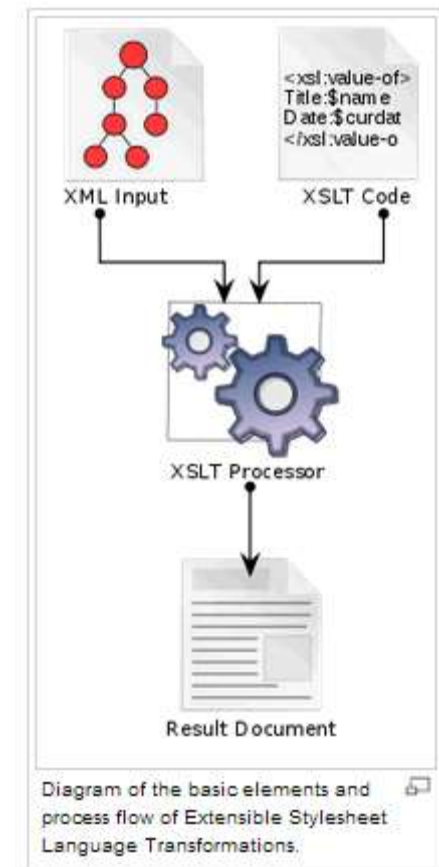 <xsl:value-of>
Title:$name
Date:$curdat
</xsl:value-o
XML Input
XSLT Code
XSLT Processor
Result Document
Diagram of the basic elements and
process flow of Extensible Stylesheet
Language Transformations.